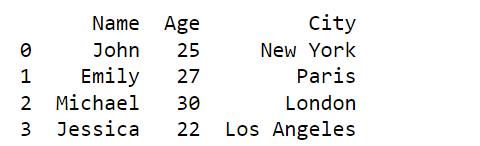 Name Age City
0 John 25 New York
1 Emily 27 Paris
2 Michael 30 London
3 Jessica 22 Los Angeles